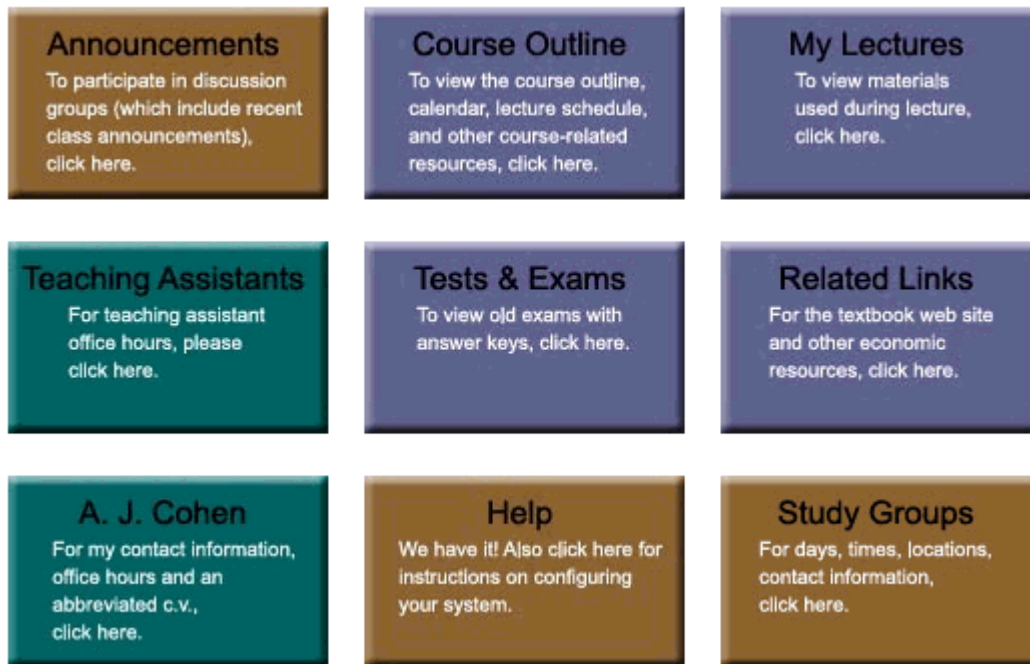 Announcements
To participate in discussion
groups (which include recent
class announcements),
click here.
Course Outline
To view the course outline,
calendar, lecture schedule,
and other course-related
resources, click here.
My Lectures
To view materials
used during lecture,
click here.
Teaching Assistants
For teaching assistant
office hours, please
click here.
Tests & Exams
To view old exams with
answer keys, click here.
Related Links
For the textbook web site
and other economic
resources, click here.
A. J. Cohen
For my contact information,
office hours and an
abbreviated c.v.,
click here.
Help
We have it! Also click here for
instructions on configuring
your system.
Study Groups
For days, times, locations,
contact information,
click here.